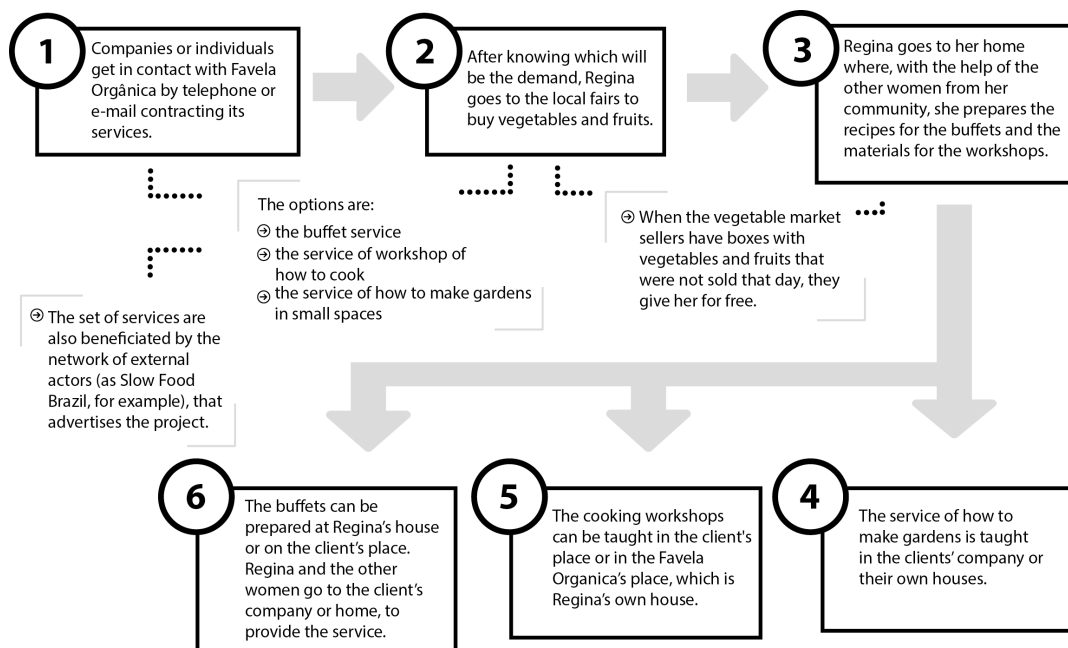 1
Companies or individuals
get in contact with Favela
Orgânica by telephone or
e-mail contracting its
services.
2
After knowing which will
be the demand, Regina
goes to the local fairs to
buy vegetables and fruits.
3
Regina goes to her home
where, with the help of the
other women from her
community, she prepares the
recipes for the buffets and the
materials for the workshops.
The options are:
the buffet service
the service of workshop of
how to cook
the service of how to make gardens
in small spaces
When the vegetable market
sellers have boxes with
vegetables and fruits that
were not sold that day, they
give her for free.
The set of services are
also beneficiated by the
network of external
actors (as Slow Food
Brazil, for example), that
advertises the project.
6
The buffets can be
prepared at Regina's house
or on the client's place.
Regina and the other
women go to the client's
company or home, to
provide the service.
5
The cooking workshops
can be taught in the client's
place or in the Favela
Organica's place, which is
Regina's own house.
4
The service of how to
make gardens is taught
in the clients' company or
their own houses.